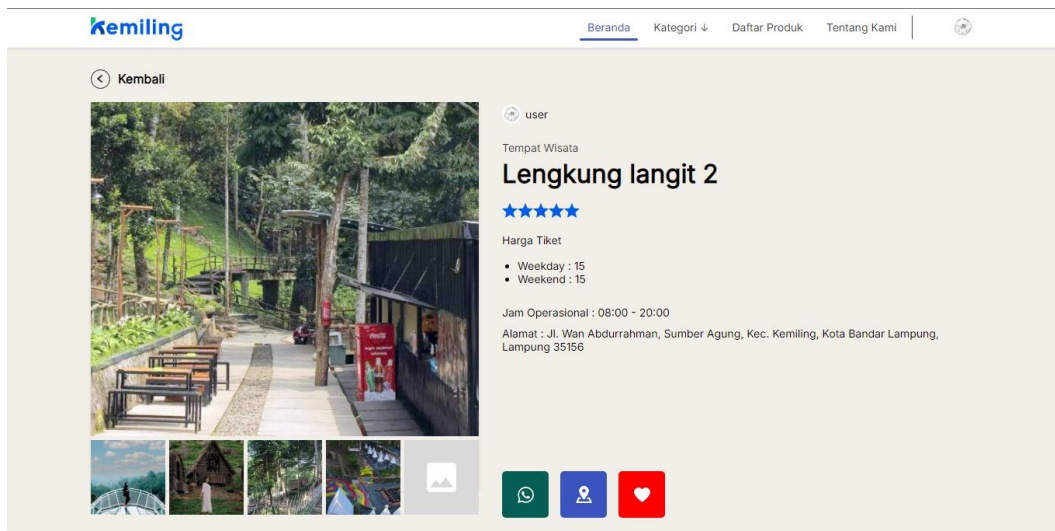 Kemiling
Beranda
Kategori ↓
Daftar Produk
Tentang Kami
Kembali
user
Tempat Wisata
Lengkung langit 2
Harga Tiket
• Weekday : 15
• Weekend : 15
Jam Operasional : 08:00 - 20:00
Alamat : Jl. Wan Abdurrahman, Sumber Agung, Kec. Kemiling, Kota Bandar Lampung,
Lampung 35156